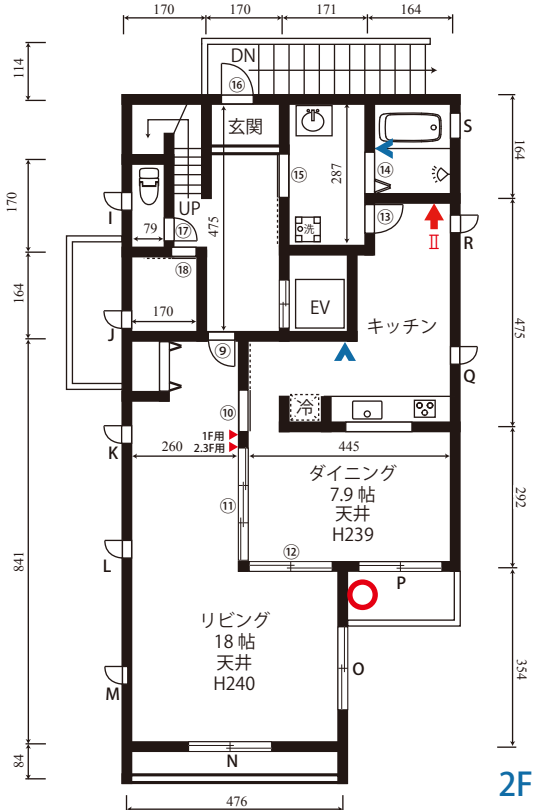 170 170 171 164
114
DN
⑯
玄関
S
⑭
⑮
287
164
170
UP
475
79
⑰
I
洗
⑬
Ⅱ
R
⑱
164
170
EV
キッチン
475
J
⑨
Q
冷
⑩
1F用
2.3F用
K
260
445
ダイニング
7.9 帖
天井
H239
292
⑪
841
L
⑫
P
リビング
18 帖
天井
H240
O
354
M
N
84
476
2F